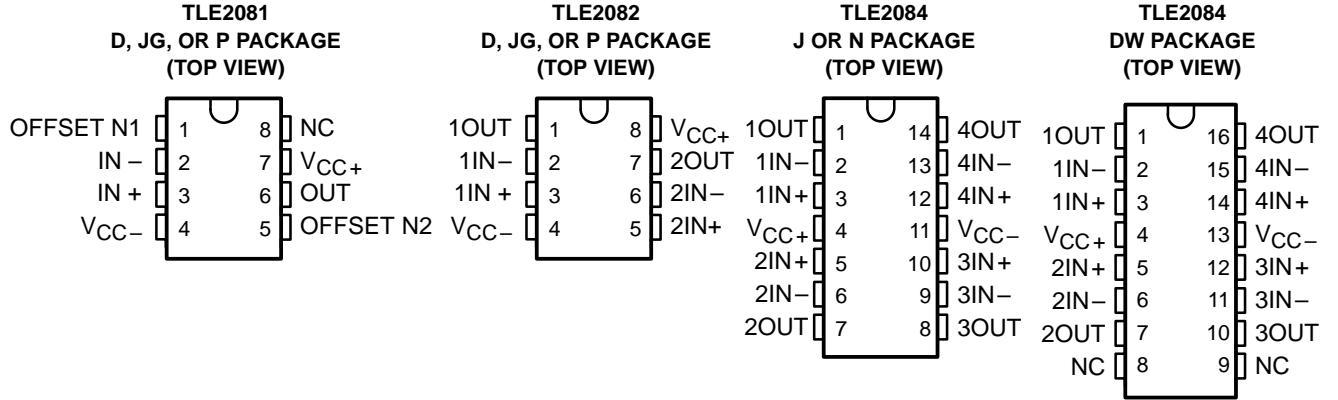 TLE2081
D, JG, OR P PACKAGE
(TOP VIEW)
OFFSET N1 1 8 NC
IN – 2 7 VCC +
IN + 3 6 OUT
VCC – 4 5 OFFSET N2
TLE2082
D, JG, OR P PACKAGE
(TOP VIEW)
1OUT 1 8 VCC+
1IN – 2 7 2OUT
1IN + 3 6 2IN–
VCC– 4 5 2IN+
TLE2084
J OR N PACKAGE
(TOP VIEW)
1OUT 1 14 4OUT
1IN– 2 13 4IN–
1IN+ 3 12 4IN+
VCC+ 4 11 VCC–
2IN+ 5 10 3IN+
2IN– 6 9 3IN–
2OUT 7 8 3OUT
TLE2084
DW PACKAGE
(TOP VIEW)
1OUT 1 16 4OUT
1IN– 2 15 4IN–
1IN+ 3 14 4IN+
VCC+ 4 13 VCC–
2IN+ 5 12 3IN+
2IN– 6 11 3IN–
2OUT 7 10 3OUT
NC 8 9 NC